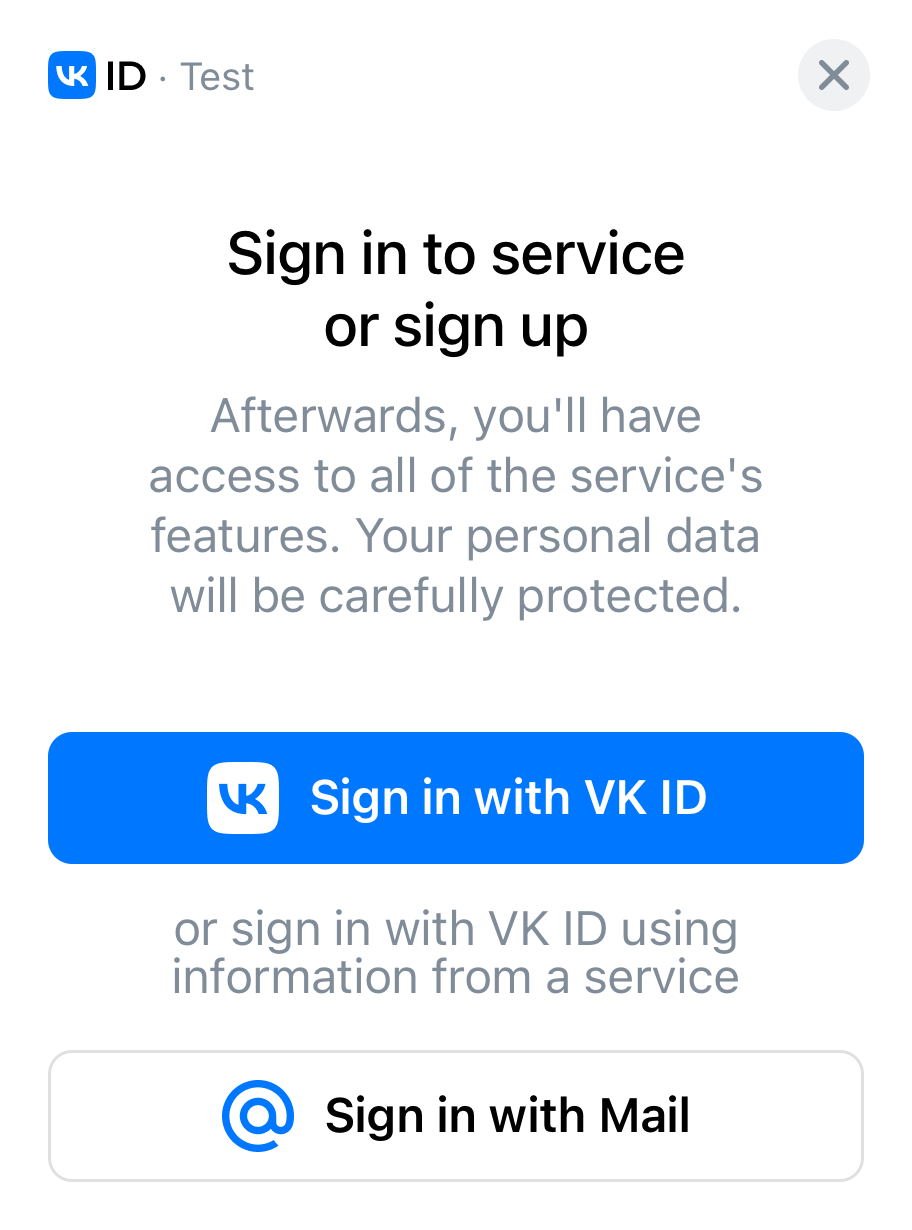 VK ID · Test
Sign in to service
or sign up
Afterwards, you'll have
access to all of the service's
features. Your personal data
will be carefully protected.
VK Sign in with VK ID
or sign in with VK ID using
information from a service
@ Sign in with Mail